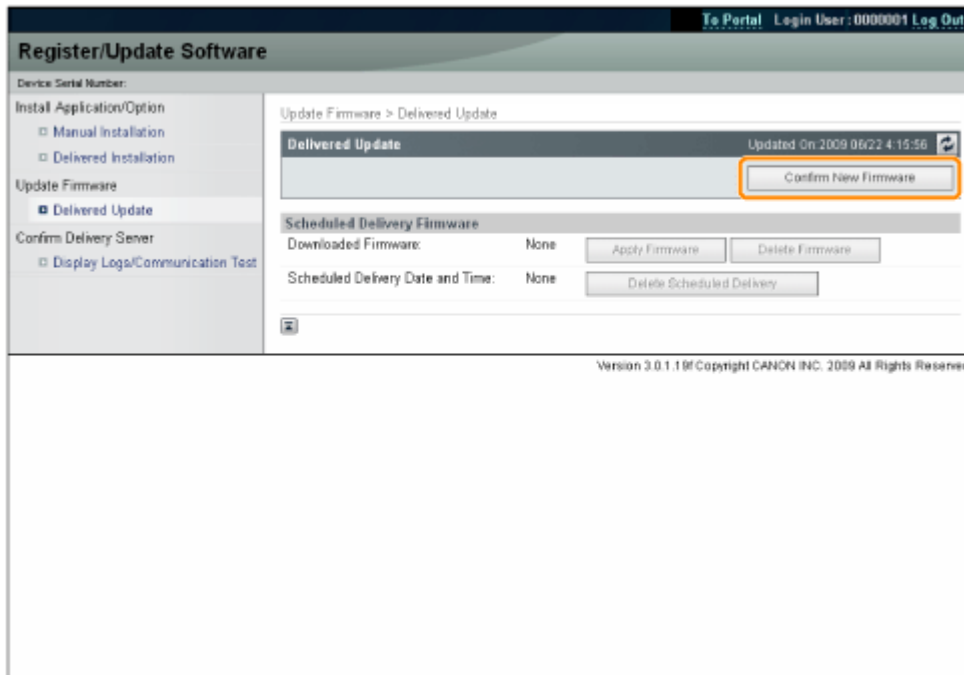 To Portal Login User : 0000001 Log Out
Register/Update Software
Device Serial Number:
Install Application/Option
Manual Installation
Delivered Installation
Update Firmware
Delivered Update
Confirm Delivery Server
Display Logs/Communication Test
Update Firmware > Delivered Update
Delivered Update Updated On:2009 06/22 4:15:56
Confirm New Firmware
Scheduled Delivery Firmware
Downloaded Firmware: None Apply Firmware Delete Firmware
Scheduled Delivery Date and Time: None Delete Scheduled Delivery
Version 3.0.1.19f Copyright CANON INC. 2009 All Rights Reserve